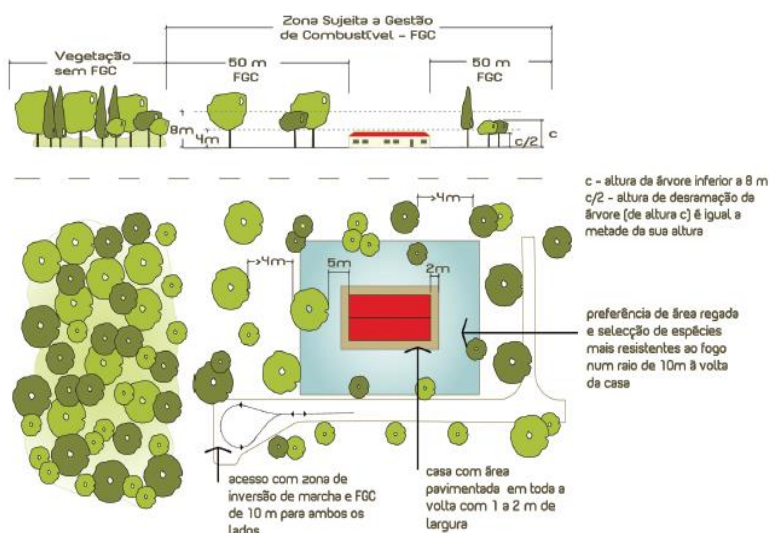 Zona Sujeita a Gestão
de Combustível - FGC
Vegetação
sem FGC
50 m
FGC
50 m
FGC
8m
4m
c
c/2
c - altura da árvore inferior a 8 m
c/2 - altura de desramação da
árvore (de altura c) é igual a
metade da sua altura
>4m
>4m
5m
2m
preferência de área regada
e selecção de espécies
mais resistentes ao fogo
num raio de 10m à volta
da casa
acesso com zona de
inversão de marcha e FGC
de 10 m para ambos os
lados
casa com área
pavimentada em toda a
volta com 1 a 2 m de
largura